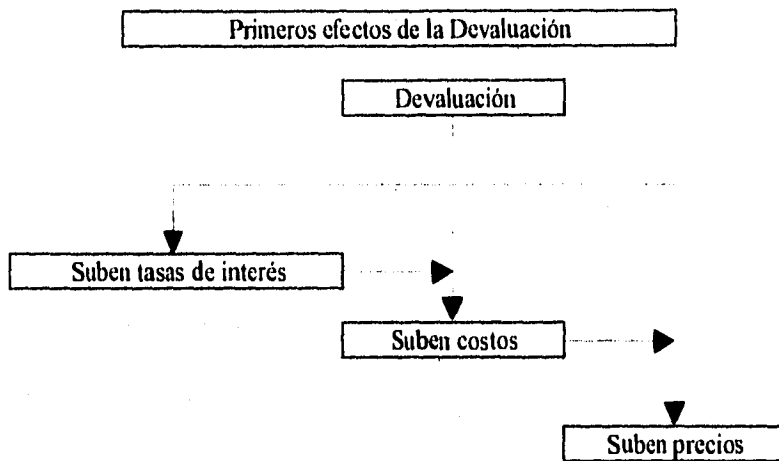 Primeros efectos de la Devaluación
Devaluación
Suben tasas de interés
Suben costos
Suben precios